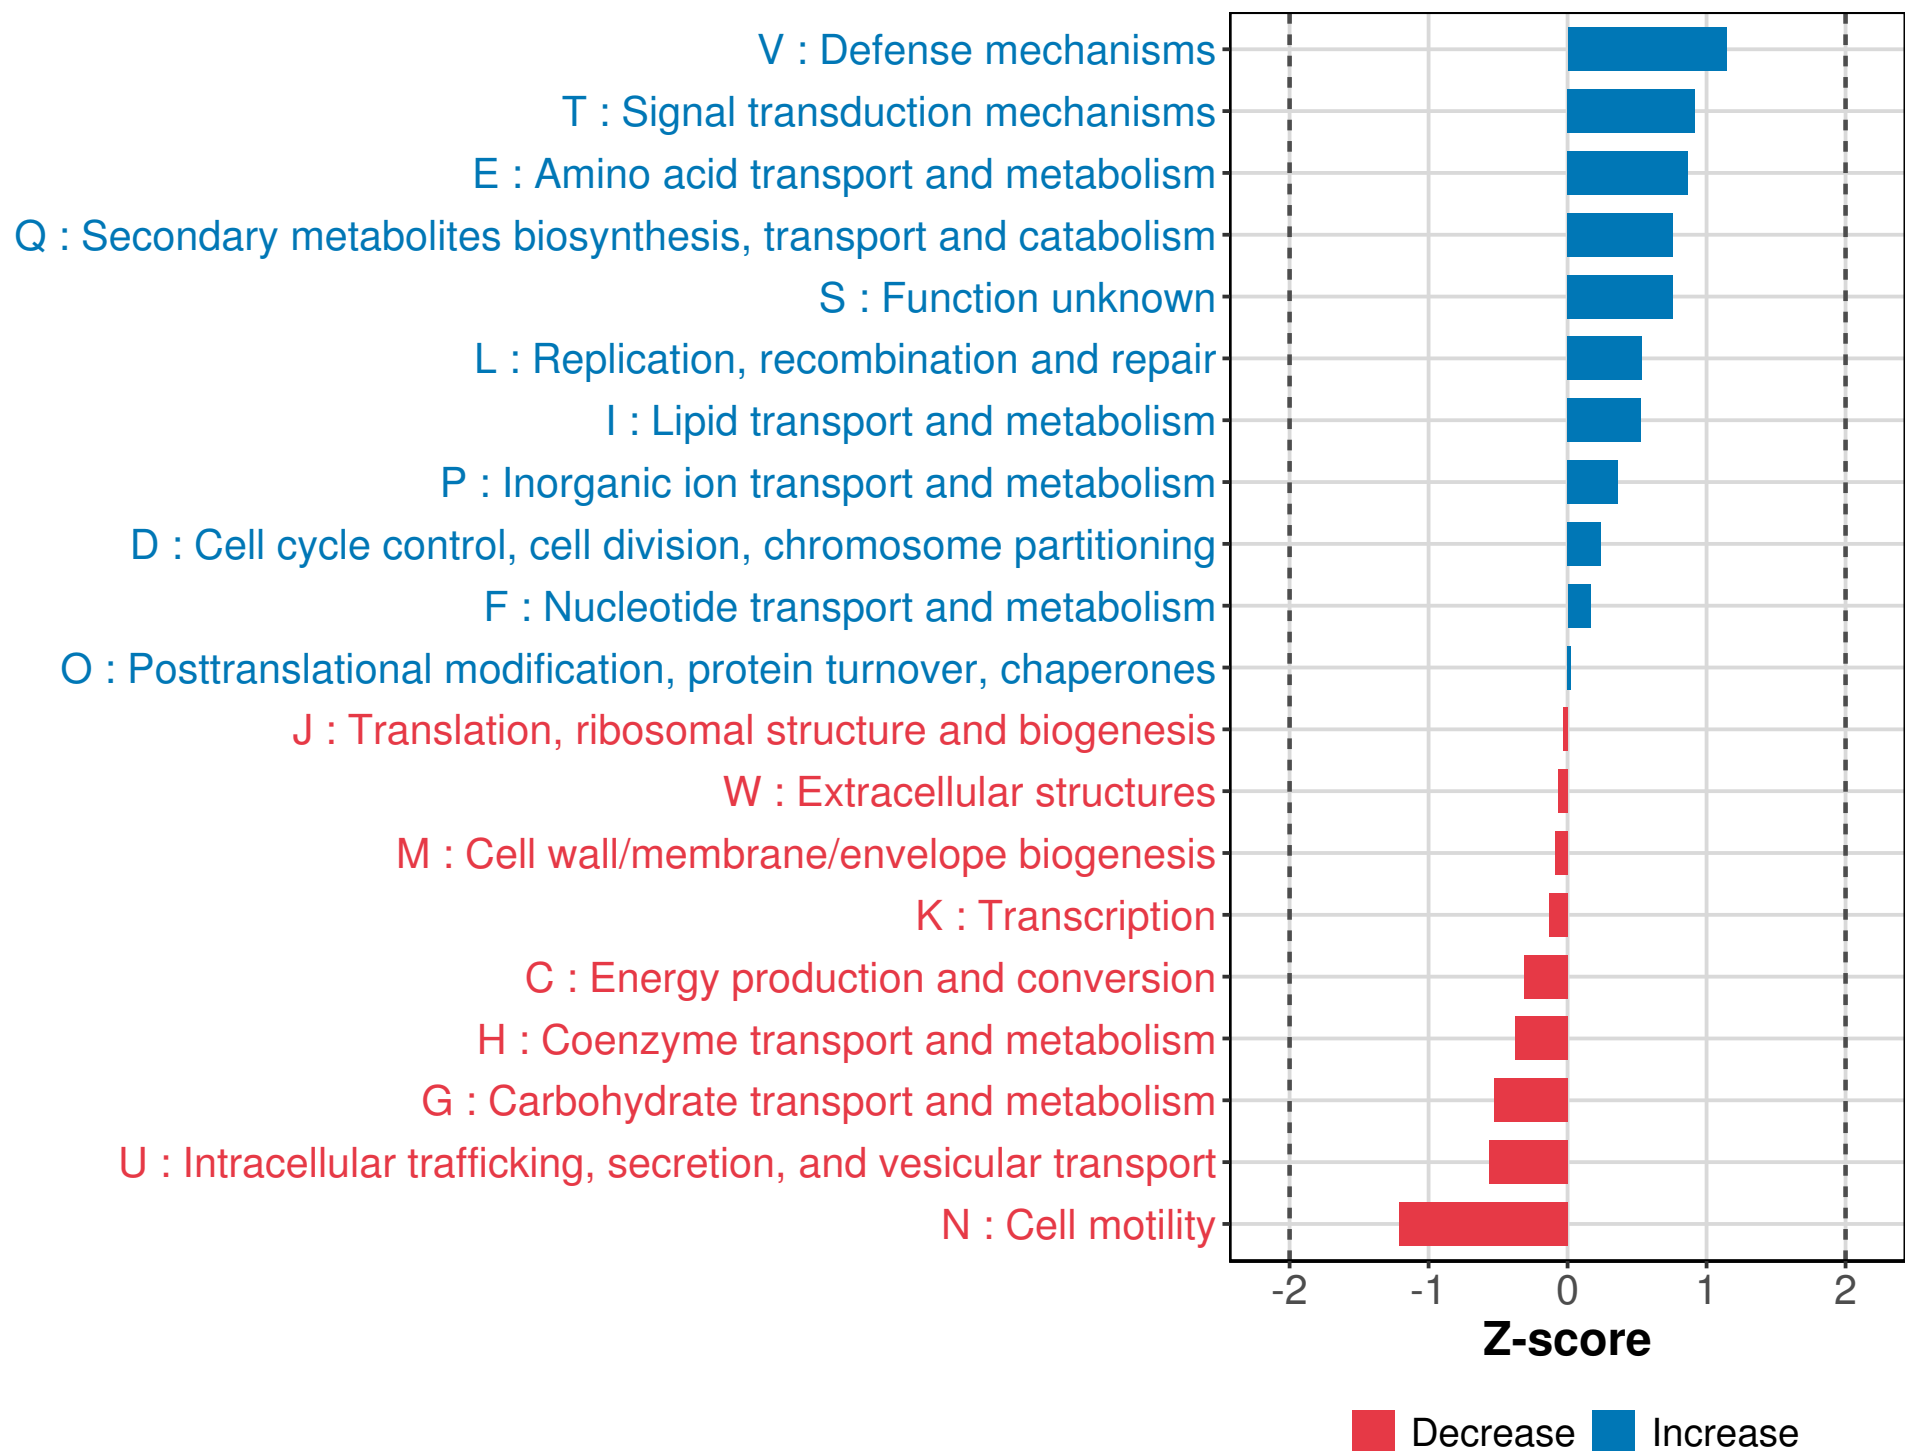 V : Defense mechanisms
T : Signal transduction mechanisms
E : Amino acid transport and metabolism
Q : Secondary metabolites biosynthesis, transport and catabolism
S : Function unknown
L : Replication, recombination and repair
I : Lipid transport and metabolism
P : Inorganic ion transport and metabolism
D : Cell cycle control, cell division, chromosome partitioning
F : Nucleotide transport and metabolism
O : Posttranslational modification, protein turnover, chaperones
J : Translation, ribosomal structure and biogenesis
W : Extracellular structures
M : Cell wall/membrane/envelope biogenesis
K : Transcription
C : Energy production and conversion
H : Coenzyme transport and metabolism
G : Carbohydrate transport and metabolism
U : Intracellular trafficking, secretion, and vesicular transport
N : Cell motility
-2 -1 0 1 2
Z-score
Decrease Increase